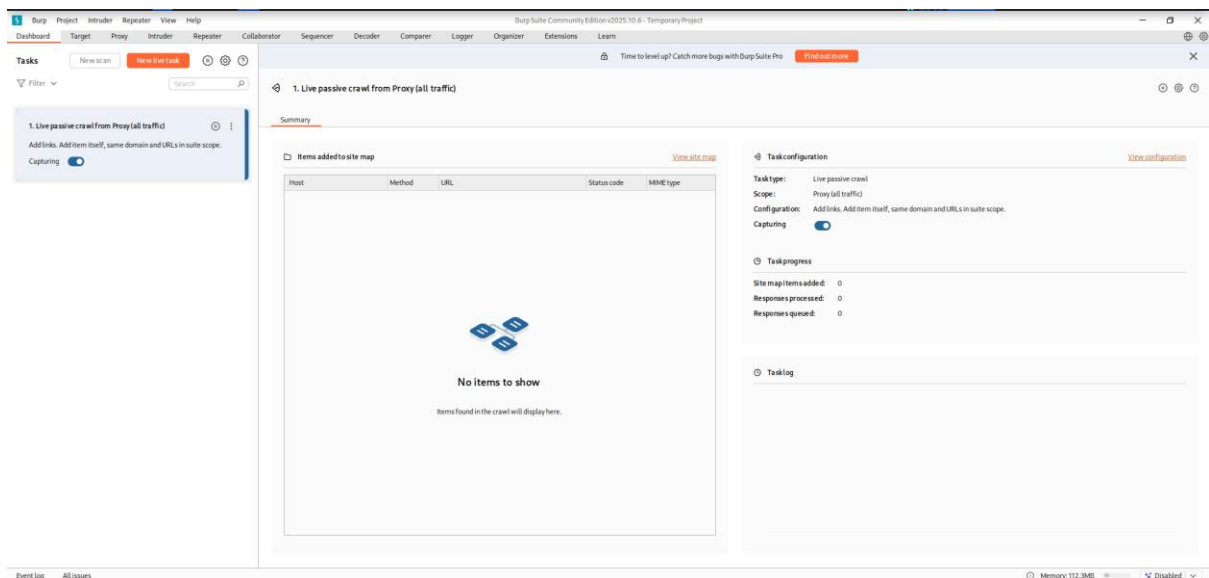 Burp Project Intruder Repeater View Help
Burp Suite Community Edition v2025.10.6 - Temporary Project
Dashboard Target Proxy Intruder Repeater Collaborator Sequencer Decoder Comparer Logger Organizer Extensions Learn
Tasks New scan New live task
Time to level up? Catch more bugs with Burp Suite Pro Find out more
Filter Search
1. Live passive crawl from Proxy (all traffic)
Summary
1. Live passive crawl from Proxy (all traffic)
Add links. Add item itself, same domain and URLs in suite scope.
Capturing
Items added to site map View site map
Host Method URL Status code MIME type
No items to show
Items found in the crawl will display here.
Task configuration View configuration
Task type: Live passive crawl
Scope: Proxy (all traffic)
Configuration: Add links. Add item itself, same domain and URLs in suite scope.
Capturing
Task progress
Site map items added: 0
Responses processed: 0
Responses queued: 0
Task log
Event log All issues
Memory: 112.3MB Disabled